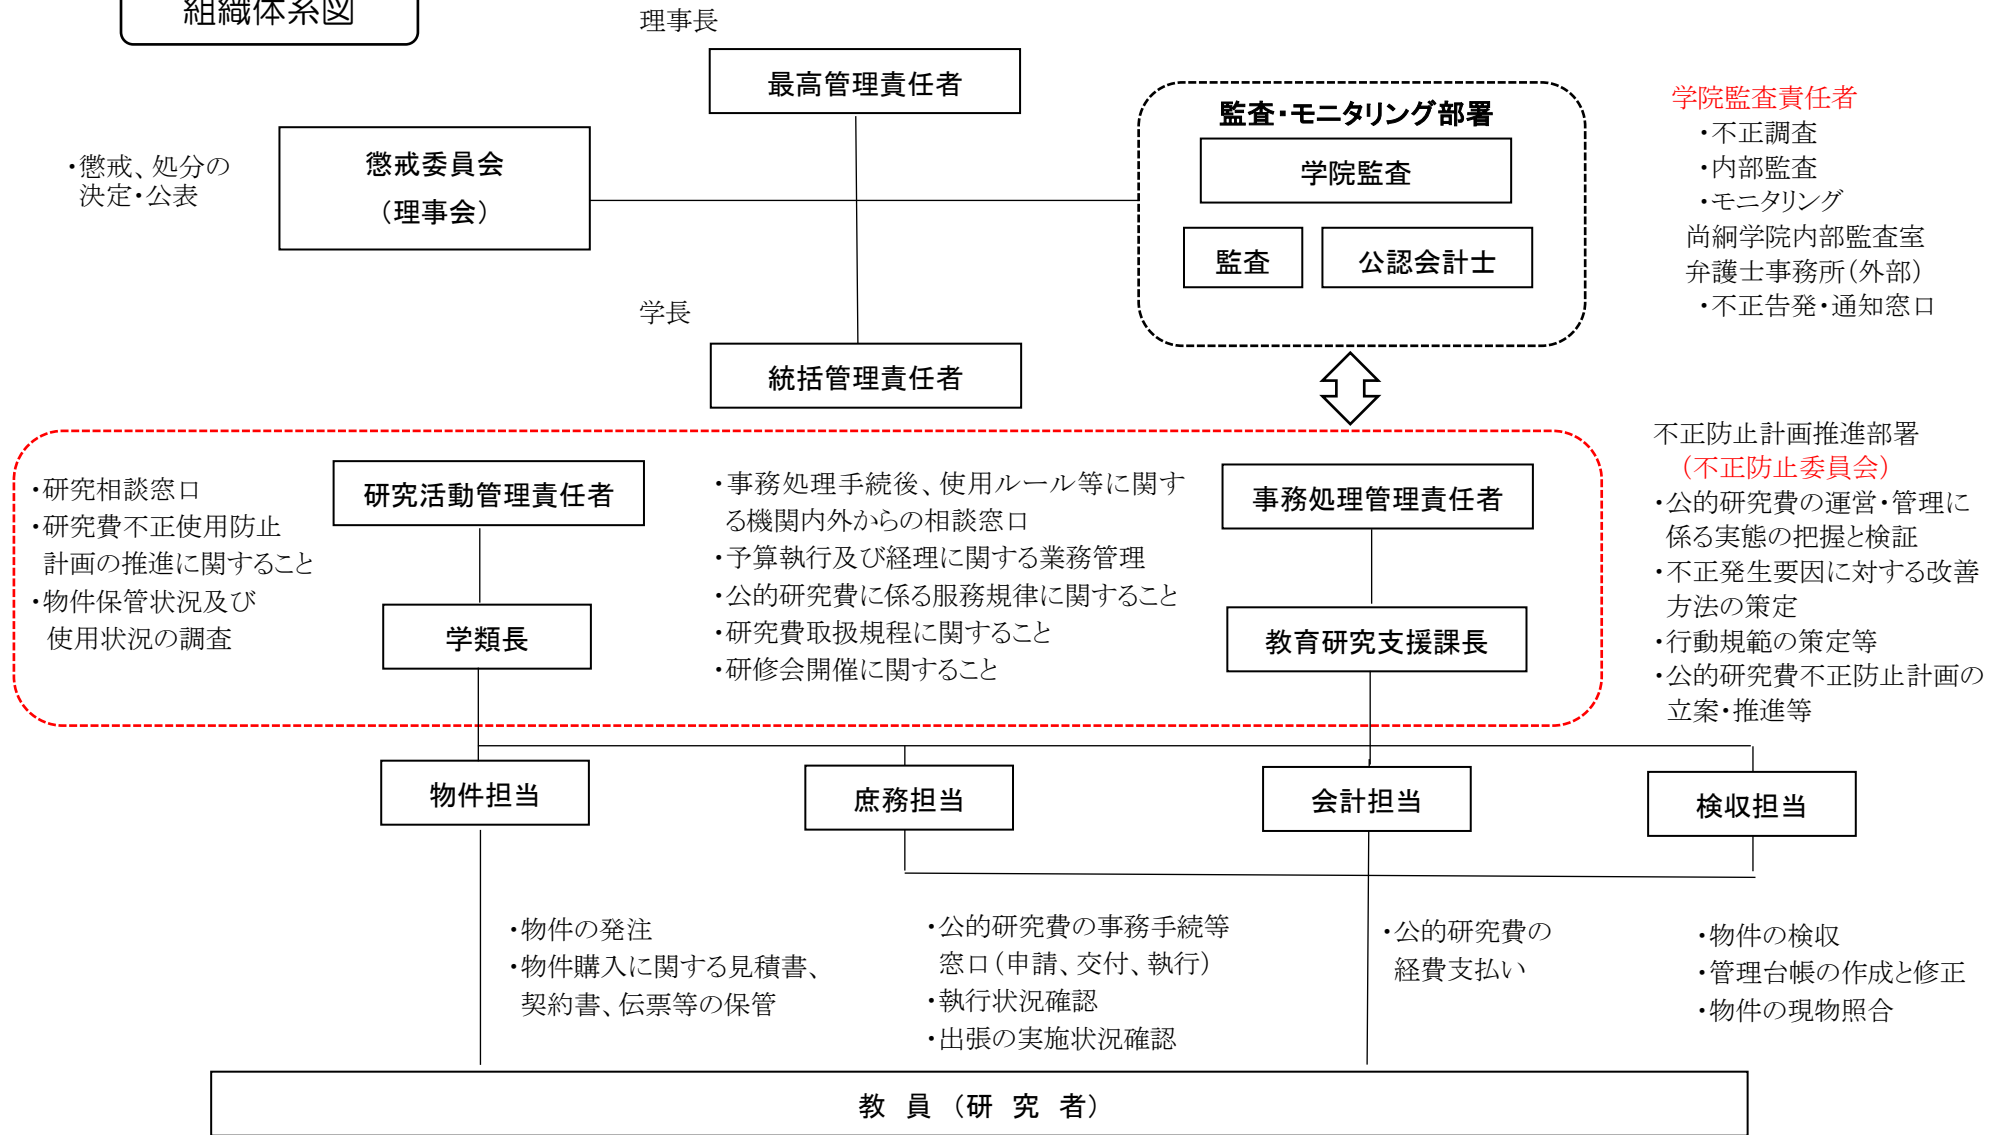 組織体系図
理事長
最高管理責任者
・懲戒、処分の
決定・公表
懲戒委員会
（理事会）
監査・モニタリング部署
学院監査
監査
公認会計士
学院監査責任者
・不正調査
・内部監査
・モニタリング
尚絅学院内部監査室
弁護士事務所（外部）
・不正告発・通知窓口
学長
統括管理責任者
不正防止計画推進部署
（不正防止委員会）
・公的研究費の運営・管理に
係る実態の把握と検証
・不正発生要因に対する改善
方法の策定
・行動規範の策定等
・公的研究費不正防止計画の
立案・推進等
・研究相談窓口
・研究費不正使用防止
計画の推進に関すること
・物件保管状況及び
使用状況の調査
研究活動管理責任者
学類長
・事務処理手続後、使用ルール等に関す
る機関内外からの相談窓口
・予算執行及び経理に関する業務管理
・公的研究費に係る服務規律に関すること
・研究費取扱規程に関すること
・研修会開催に関すること
事務処理管理責任者
教育研究支援課長
物件担当
庶務担当
会計担当
検収担当
・物件の発注
・物件購入に関する見積書、
契約書、伝票等の保管
・公的研究費の事務手続等
窓口（申請、交付、執行）
・執行状況確認
・出張の実施状況確認
・公的研究費の
経費支払い
・物件の検収
・管理台帳の作成と修正
・物件の現物照合
教 員 （研 究 者）